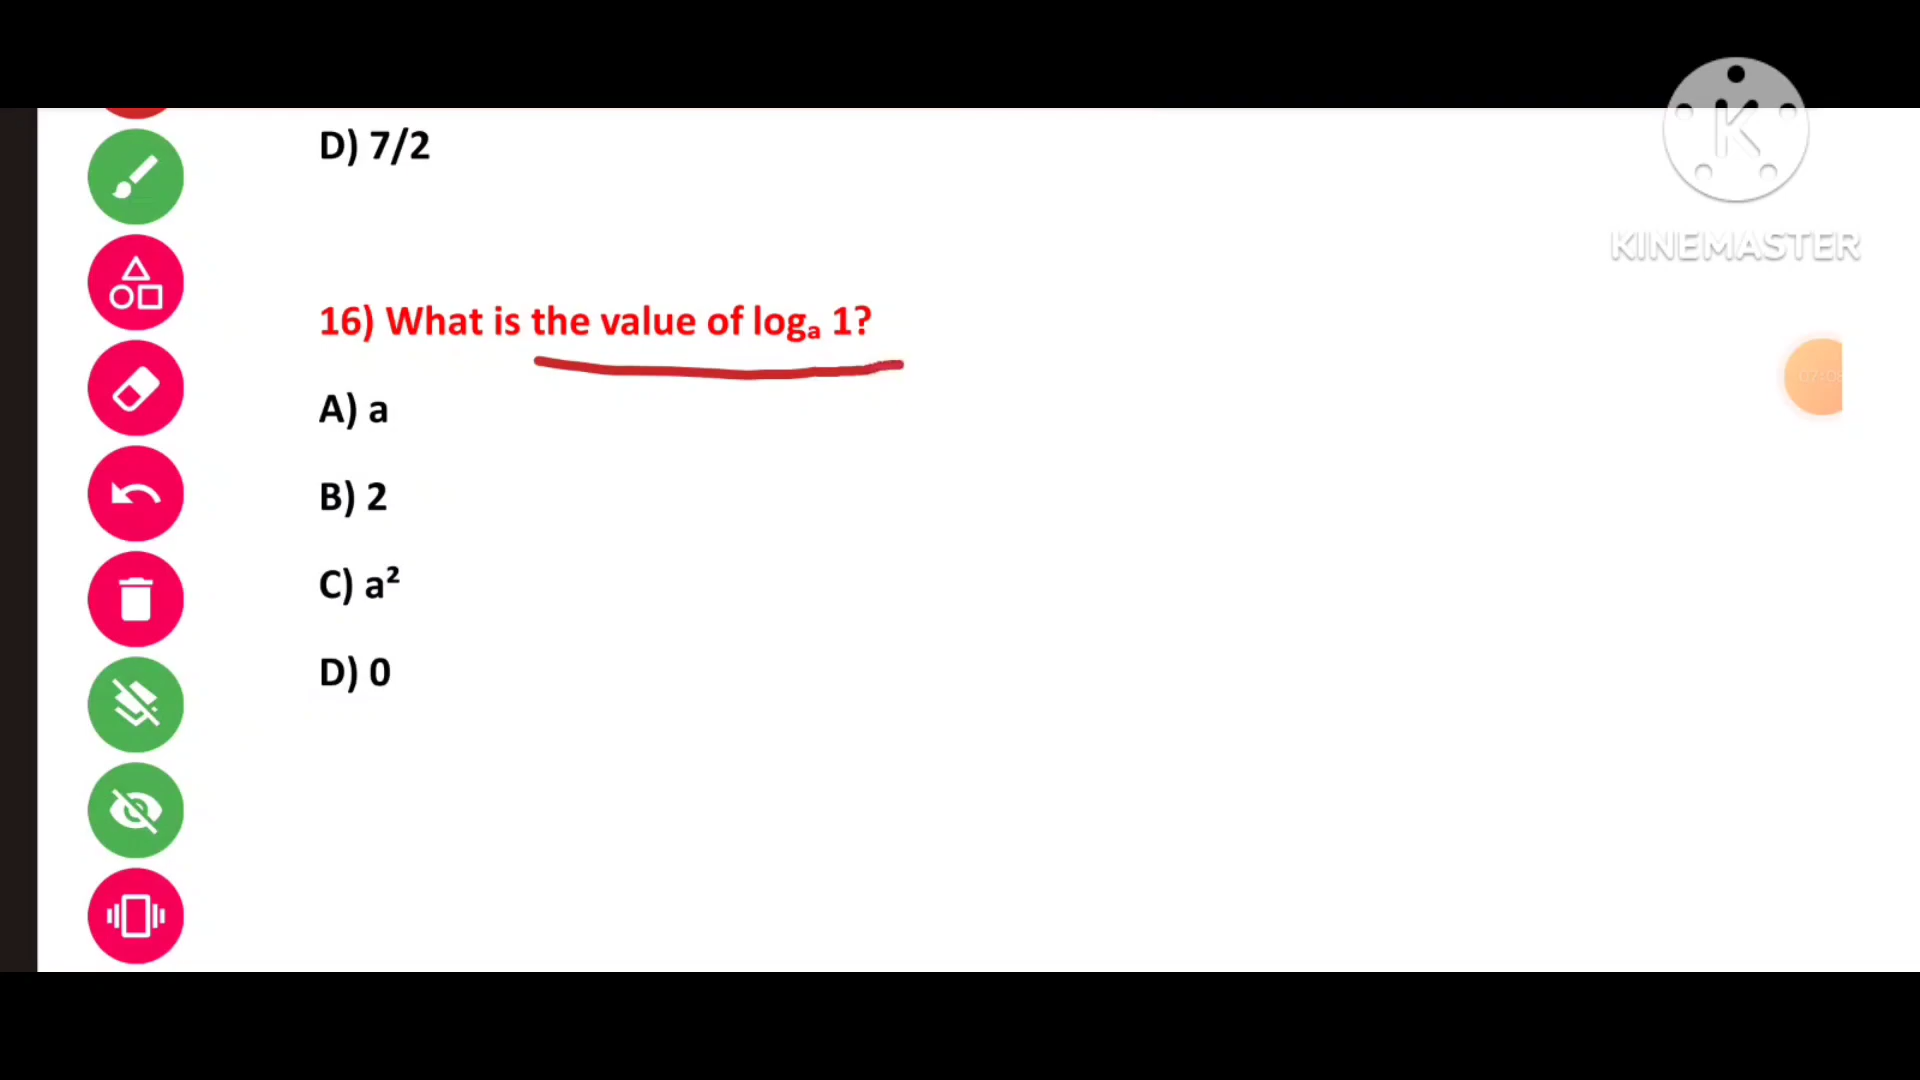 D) 7/2
KINEMASTER
16) What is the value of logₐ 1?
A) a
B) 2
C) a²
D) 0